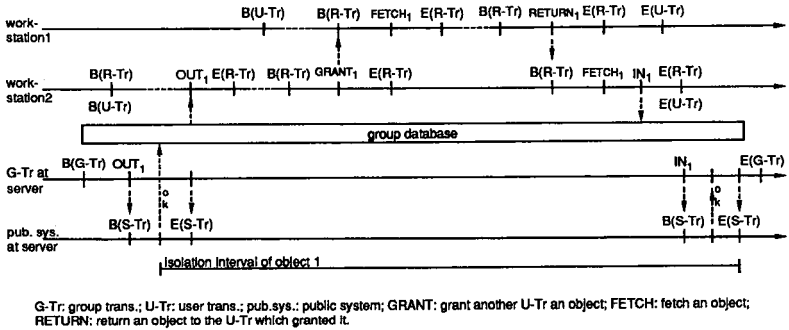 B(U-Tr) B(R-Tr) FETCH1 E(R-Tr) B(R-Tr) RETURN1 E(R-Tr) E(U-Tr)
work-
station1
B(R-Tr) OUT1 E(R-Tr) B(R-Tr) GRANT1 E(R-Tr) B(R-Tr) FETCH1 IN1 E(R-Tr)
work-
station2
B(U-Tr) E(U-Tr)
group database
B(G-Tr) OUT1 IN1 E(G-Tr)
G-Tr at
server
ok ok
B(S-Tr) E(S-Tr) B(S-Tr) E(S-Tr)
pub. sys.
at server
isolation interval of object 1
G-Tr: group trans.; U-Tr: user trans.; pub.sys.: public system; GRANT: grant another U-Tr an object; FETCH: fetch an object;
RETURN: return an object to the U-Tr which granted it.